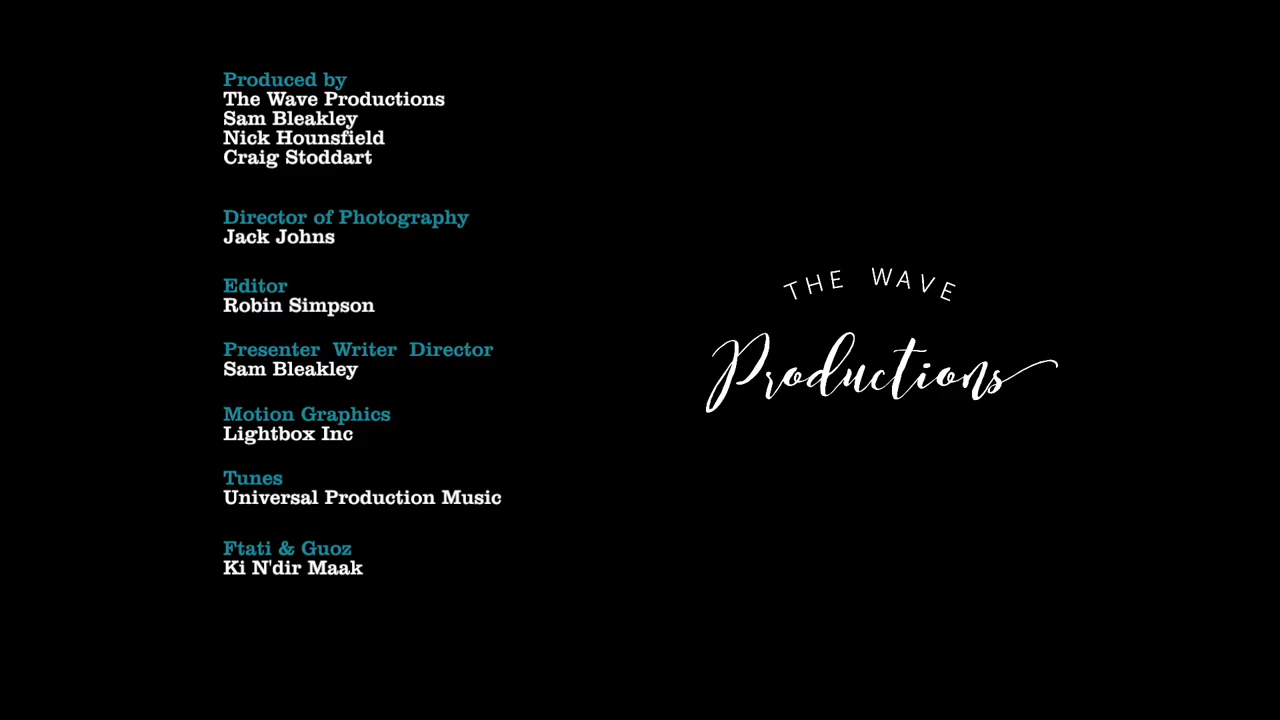 Produced by
The Wave Productions
Sam Bleakley
Nick Hounsfield
Craig Stoddart
Director of Photography
Jack Johns
Editor
Robin Simpson
Presenter Writer Director
Sam Bleakley
Motion Graphics
Lightbox Inc
Tunes
Universal Production Music
Ftati & Guoz
Ki N'dir Maak
THE WAVE
Productions